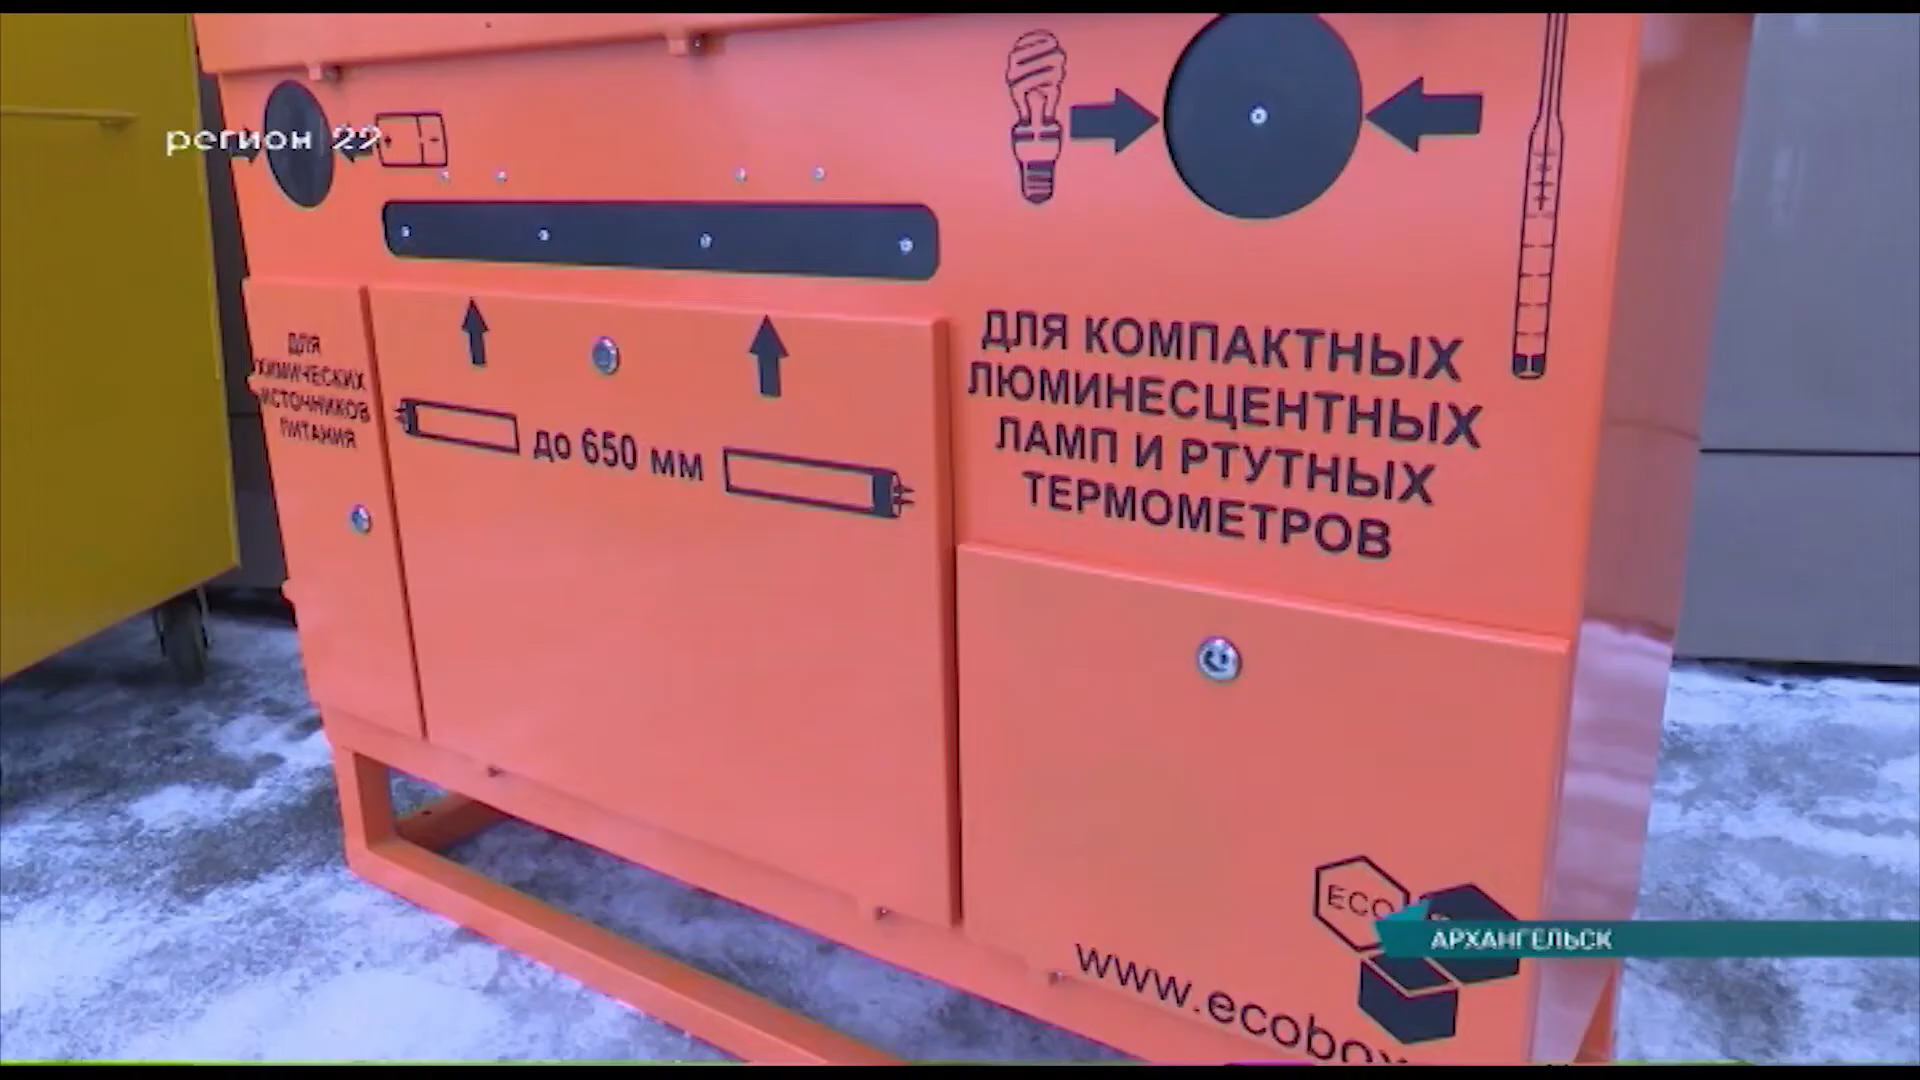 регион 29
ДЛЯ
ХИМИЧЕСКИХ
ИСТОЧНИКОВ
ПИТАНИЯ
до 650 мм
ДЛЯ КОМПАКТНЫХ
ЛЮМИНЕСЦЕНТНЫХ
ЛАМП И РТУТНЫХ
ТЕРМОМЕТРОВ
ECO
АРХАНГЕЛЬСК
www.ecobox